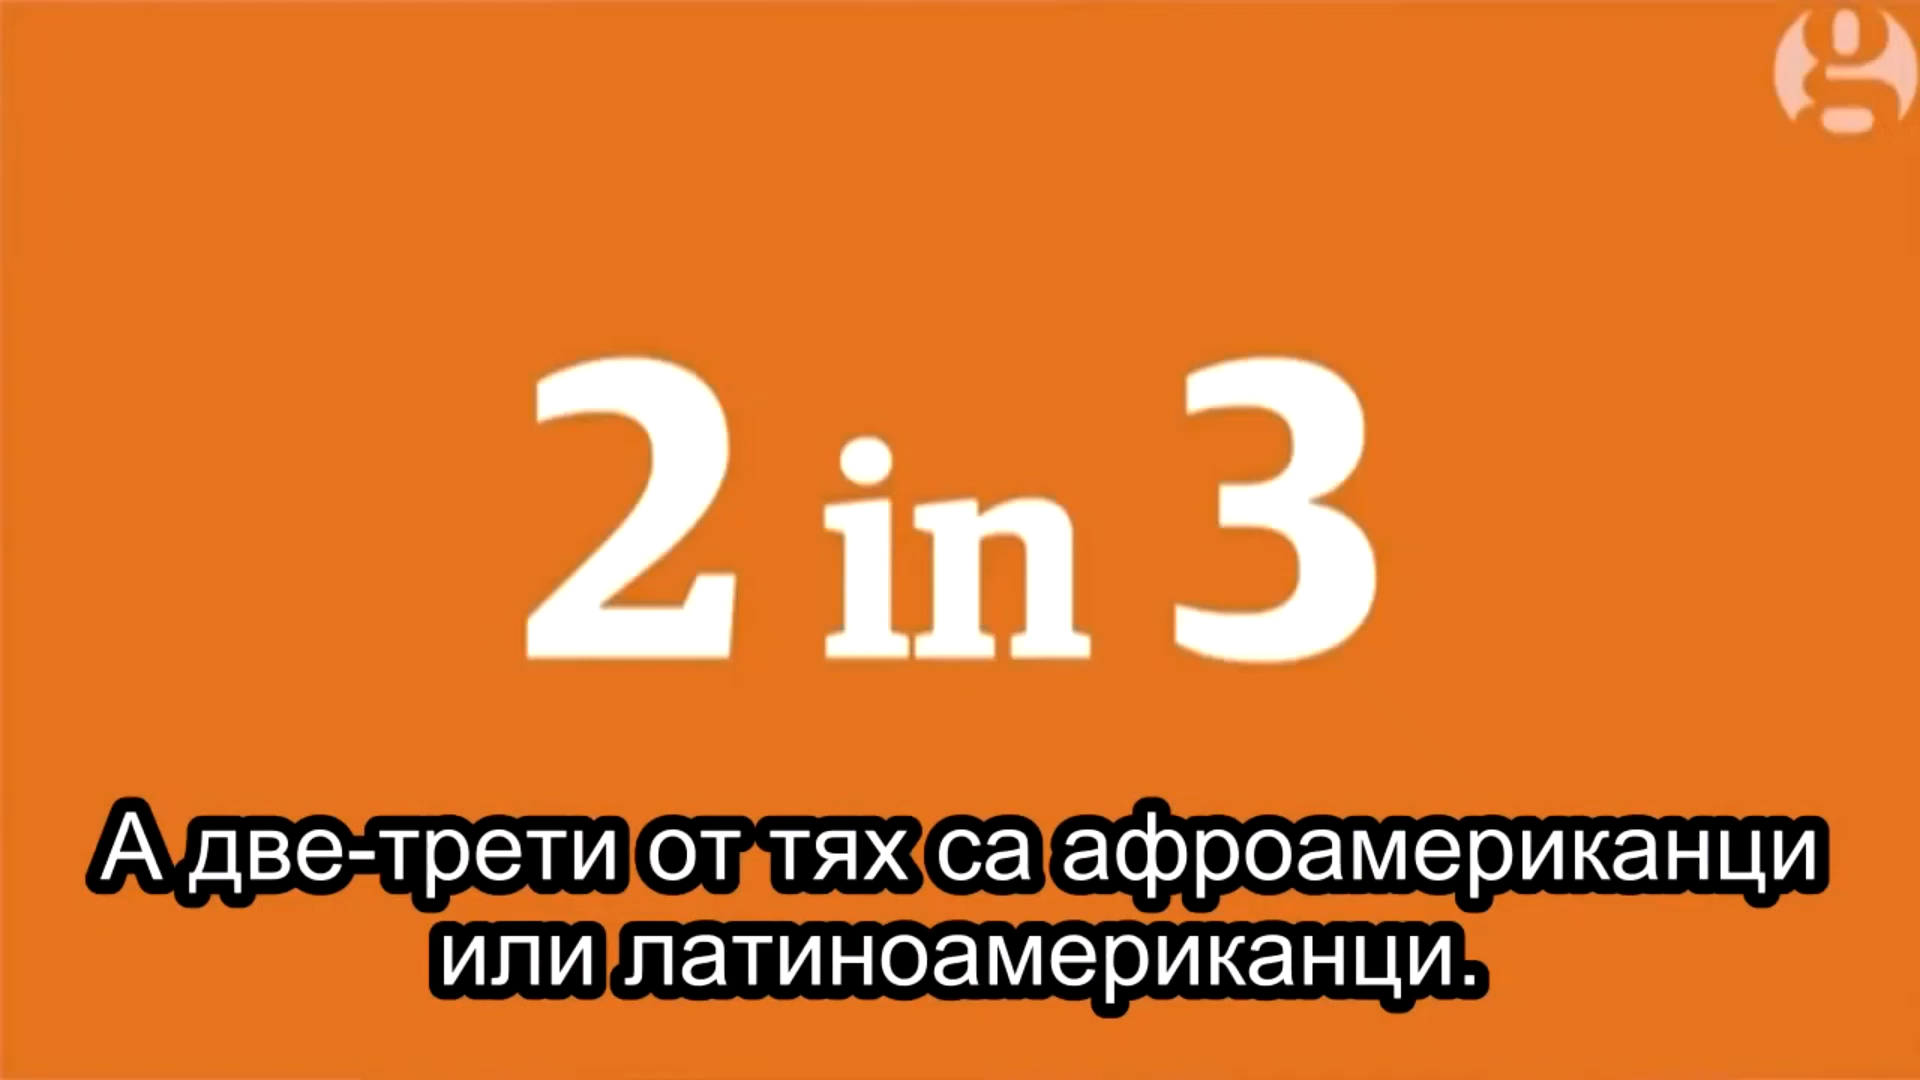 g
2 in 3
А две-трети от тях са афроамериканци
или латиноамериканци.